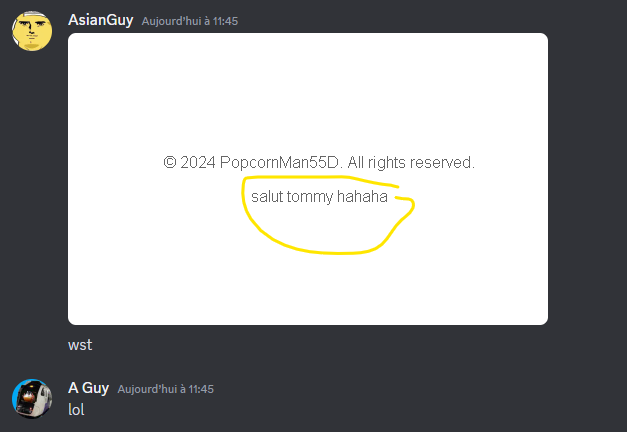 AsianGuy Aujourd'hui à 11:45
© 2024 PopcornMan55D. All rights reserved.
salut tommy hahaha
wst
A Guy Aujourd'hui à 11:45
lol